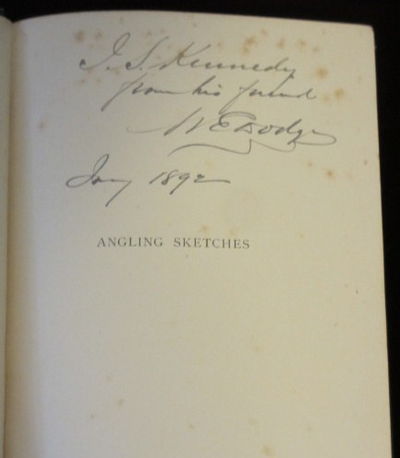 J. S. Kennedy
from his friend
W E Dodge
Jany 1892
ANGLING SKETCHES